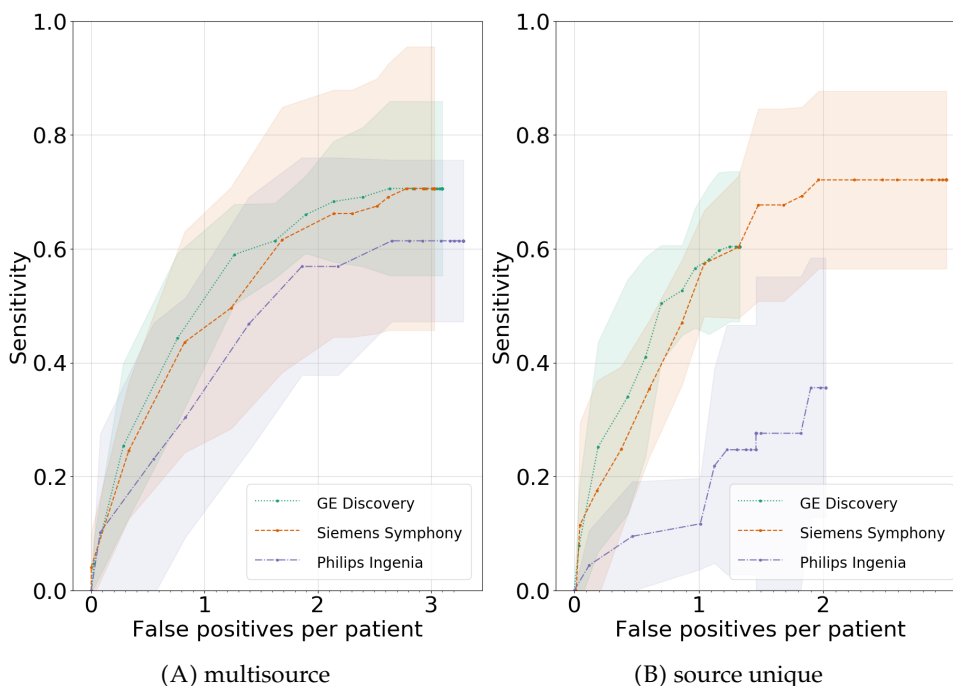 1.0
0.8
0.6
0.4
0.2
0.0
Sensitivity
0 1 2 3
False positives per patient
GE Discovery
Siemens Symphony
Philips Ingenia
(A) multisource
1.0
0.8
0.6
0.4
0.2
0.0
Sensitivity
0 1 2
False positives per patient
GE Discovery
Siemens Symphony
Philips Ingenia
(B) source unique